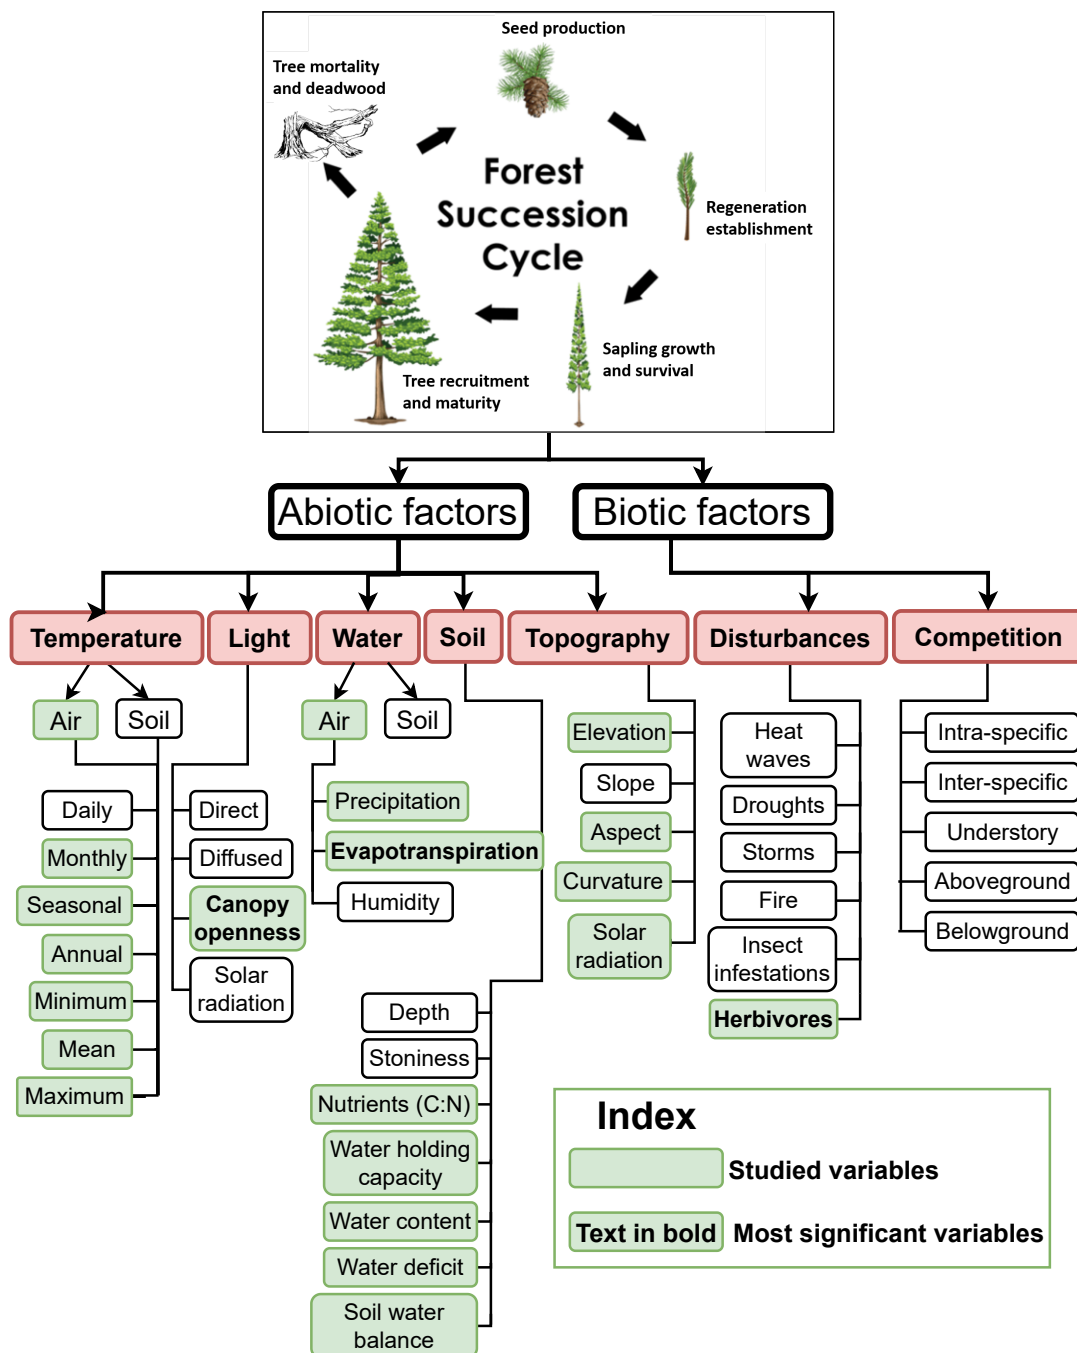 Seed production
Tree mortality
and deadwood
Forest
Succession
Cycle
Regeneration
establishment
Sapling growth
and survival
Tree recruitment
and maturity
Abiotic factors
Biotic factors
Temperature
Light
Water
Soil
Topography
Disturbances
Competition
Air
Soil
Daily
Monthly
Seasonal
Annual
Minimum
Mean
Maximum
Direct
Diffused
Canopy
openness
Solar
radiation
Air
Soil
Precipitation
Evapotranspiration
Humidity
Depth
Stoniness
Nutrients (C:N)
Water holding
capacity
Water content
Water deficit
Soil water
balance
Elevation
Slope
Aspect
Curvature
Solar
radiation
Heat
waves
Droughts
Storms
Fire
Insect
infestations
Herbivores
Intra-specific
Inter-specific
Understory
Aboveground
Belowground
Index
Studied variables
Text in bold
Most significant variables